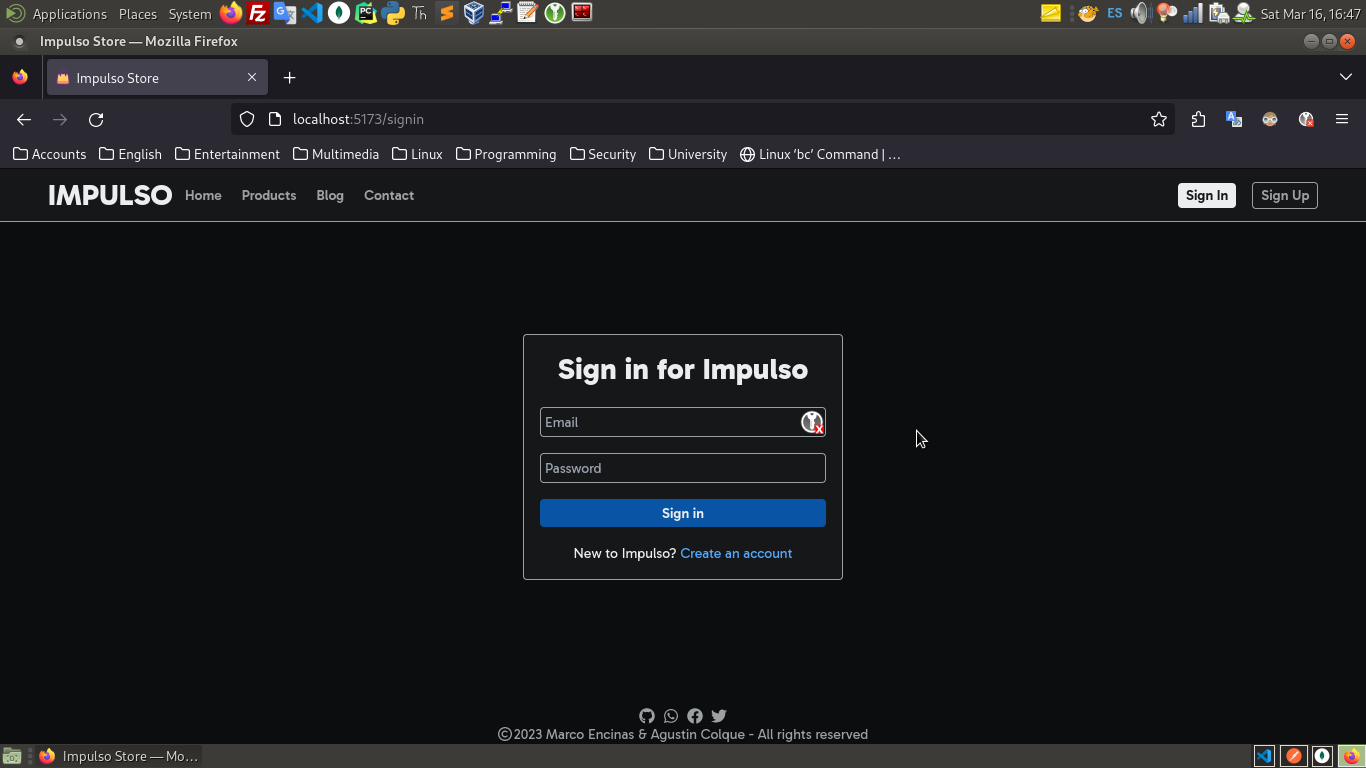 Applications Places System Th ES Sat Mar 16, 16:47
Impulso Store — Mozilla Firefox
Impulso Store
localhost:5173/signin
Accounts English Entertainment Multimedia Linux Programming Security University Linux 'bc' Command | …
IMPULSO Home Products Blog Contact Sign In Sign Up
Sign in for Impulso
Email
Password
Sign in
New to Impulso? Create an account
©2023 Marco Encinas & Agustin Colque - All rights reserved
Impulso Store — Mo…